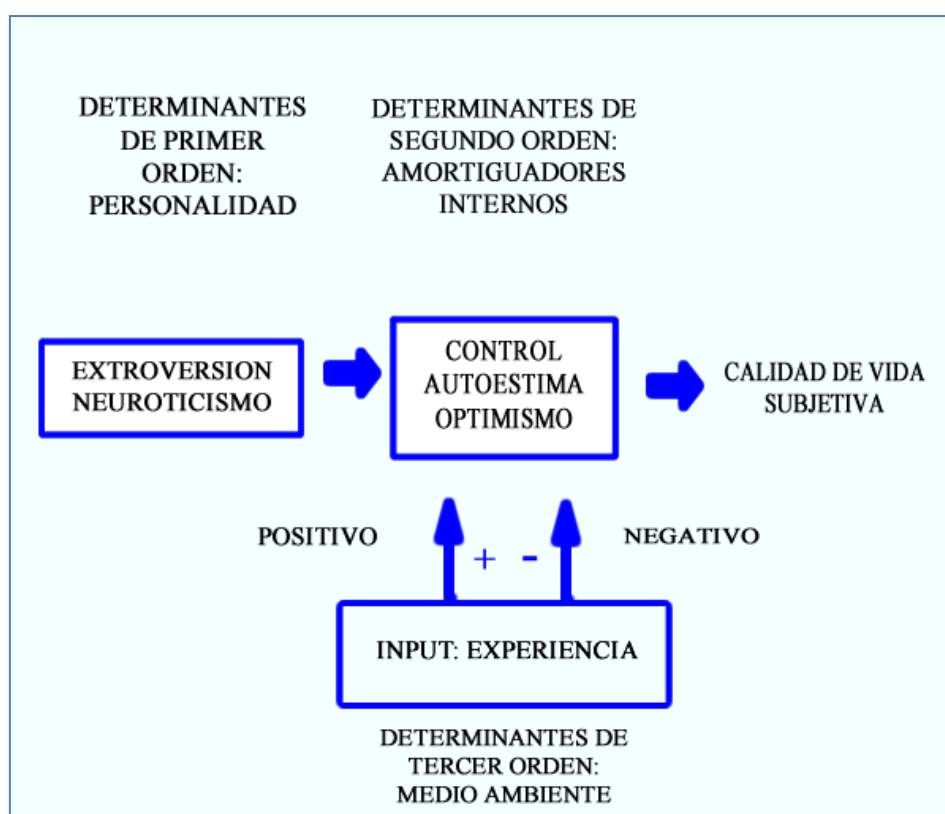 DETERMINANTES
DE PRIMER
ORDEN:
PERSONALIDAD
DETERMINANTES DE
SEGUNDO ORDEN:
AMORTIGUADORES
INTERNOS
EXTROVERSION
NEUROTICISMO
CONTROL
AUTOESTIMA
OPTIMISMO
CALIDAD DE VIDA
SUBJETIVA
POSITIVO
+ -
NEGATIVO
INPUT: EXPERIENCIA
DETERMINANTES DE
TERCER ORDEN:
MEDIO AMBIENTE